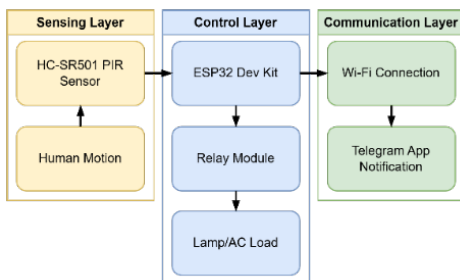 Sensing Layer
HC-SR501 PIR
Sensor
Human Motion
Control Layer
ESP32 Dev Kit
Relay Module
Lamp/AC Load
Communication Layer
Wi-Fi Connection
Telegram App
Notification